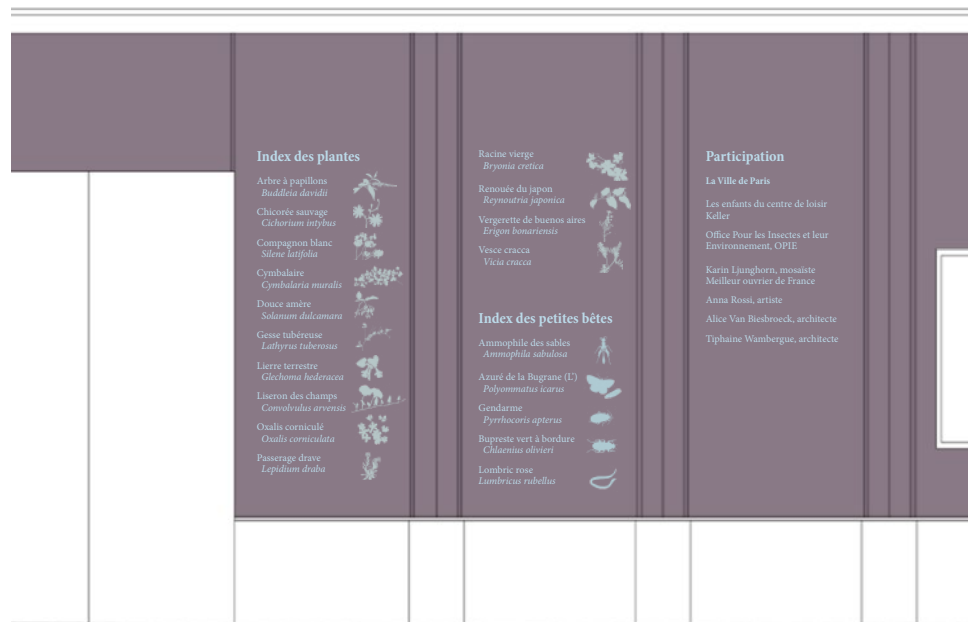 Index des plantes
Arbre à papillons
Buddleia davidii
Chicorée sauvage
Cichorium intybus
Compagnon blanc
Silene latifolia
Cymbalaire
Cymbalaria muralis
Douce amère
Solanum dulcamara
Gesse tubéreuse
Lathyrus tuberosus
Lierre terrestre
Glechoma hederacea
Liseron des champs
Convolvulus arvensis
Oxalis corniculé
Oxalis corniculata
Passerage drave
Lepidium draba
Racine vierge
Bryonia cretica
Renouée du japon
Reynoutria japonica
Vergerette de buenos aires
Erigon bonariensis
Vesce cracca
Vicia cracca
Index des petites bêtes
Ammophile des sables
Ammophila sabulosa
Azuré de la Bugrane (L')
Polyommatus icarus
Gendarme
Pyrrhocoris apterus
Bupreste vert à bordure
Chlaenius olivieri
Lombric rose
Lumbricus rubellus
Participation
La Ville de Paris
Les enfants du centre de loisir
Keller
Office Pour les Insectes et leur
Environnement, OPIE
Karin Ljunghorn, mosaïste
Meilleur ouvrier de France
Anna Rossi, artiste
Alice Van Biesbroeck, architecte
Tiphaine Wambergue, architecte